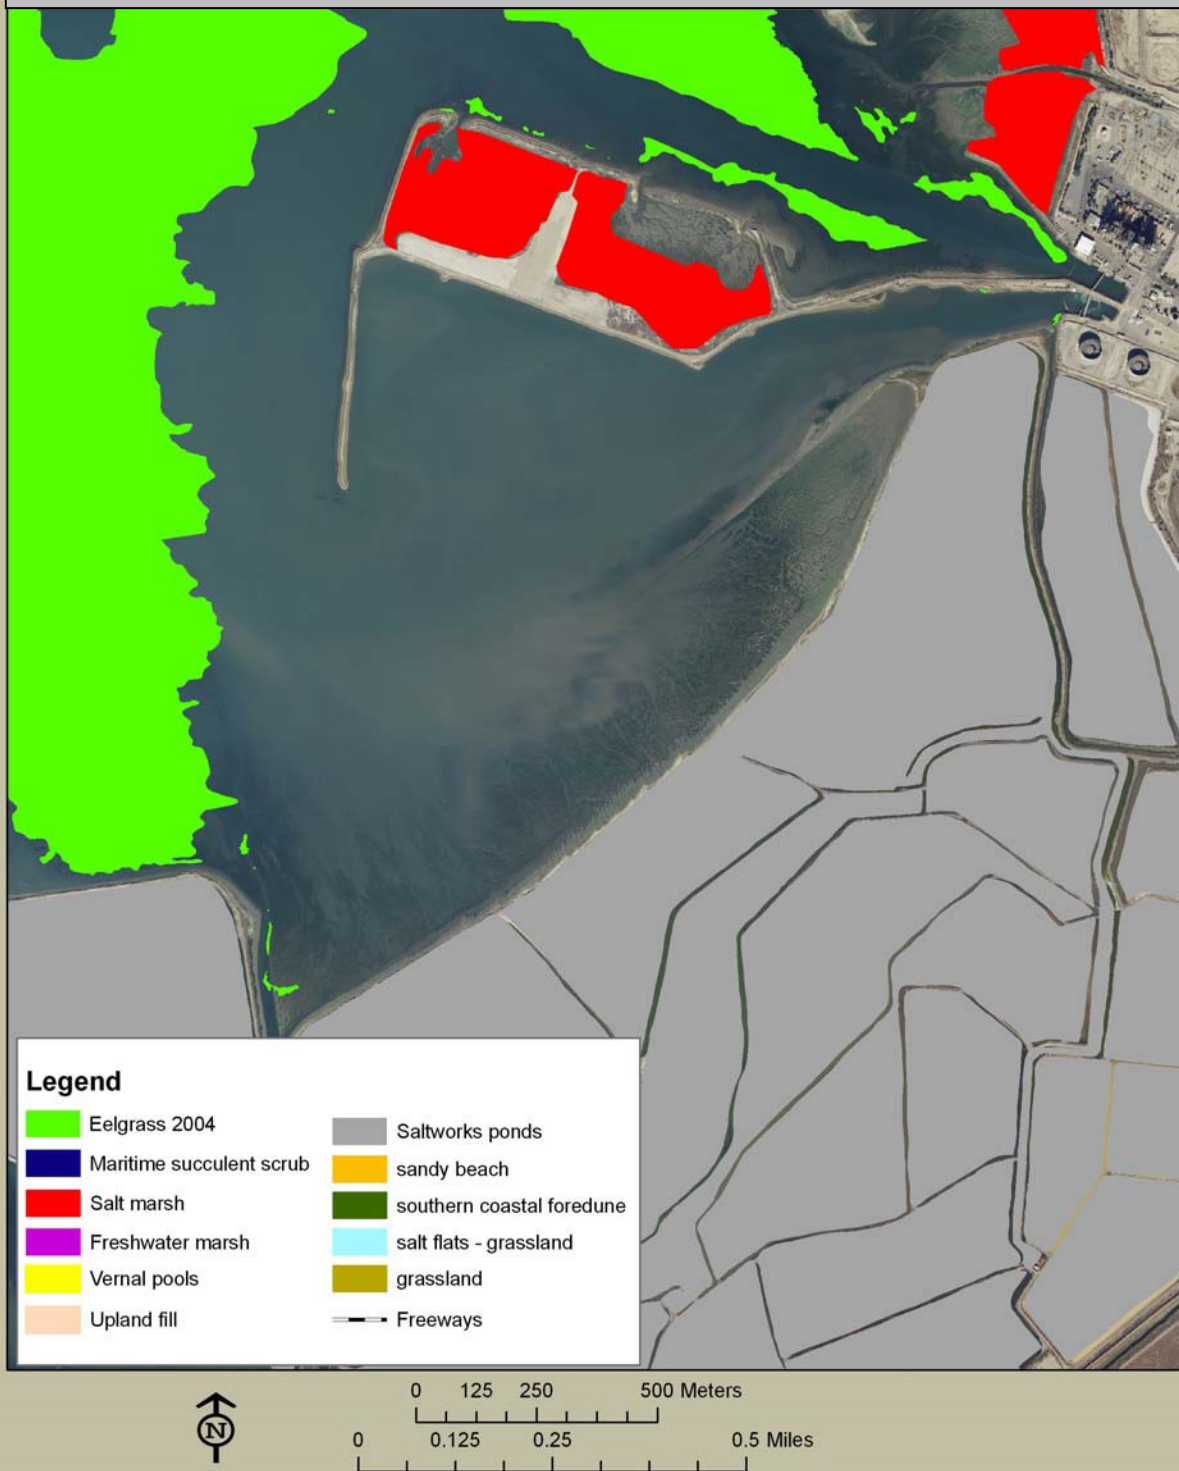 Legend
Eelgrass 2004
Maritime succulent scrub
Salt marsh
Freshwater marsh
Vernal pools
Upland fill
Saltworks ponds
sandy beach
southern coastal foredune
salt flats - grassland
grassland
Freeways
N
0 125 250 500 Meters
0 0.125 0.25 0.5 Miles